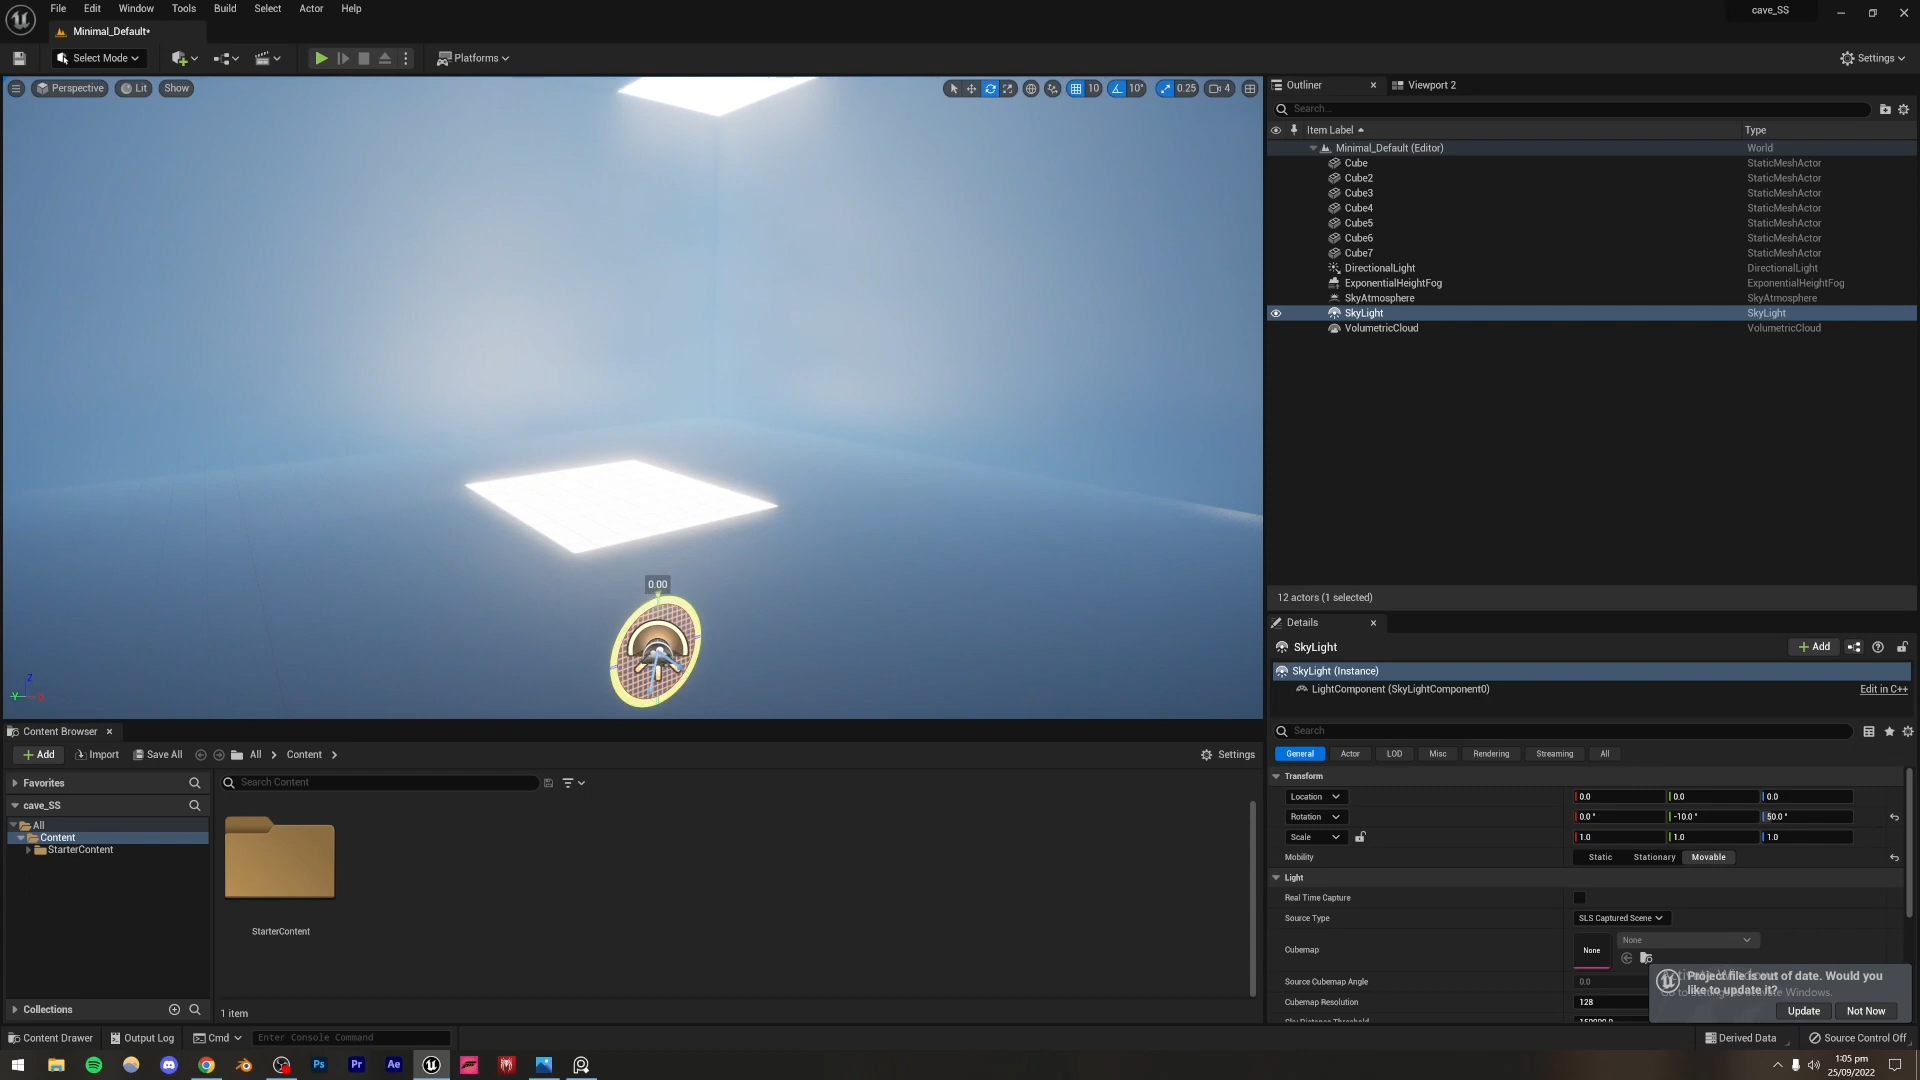 File Edit Window Tools Build Select Actor Help
cave_SS
Minimal_Default*
Select Mode
Platforms
Settings
Perspective Lit Show
10 10° 0.25 4
0.00
Z
Outliner
Viewport 2
Search...
Item Label Type
Minimal_Default (Editor) World
Cube StaticMeshActor
Cube2 StaticMeshActor
Cube3 StaticMeshActor
Cube4 StaticMeshActor
Cube5 StaticMeshActor
Cube6 StaticMeshActor
Cube7 StaticMeshActor
DirectionalLight DirectionalLight
ExponentialHeightFog ExponentialHeightFog
SkyAtmosphere SkyAtmosphere
SkyLight SkyLight
VolumetricCloud VolumetricCloud
12 actors (1 selected)
Details
SkyLight
Add
SkyLight (Instance)
LightComponent (SkyLightComponent0) Edit in C++
Search
General Actor LOD Misc Rendering Streaming All
Transform
Location 0.0 0.0 0.0
Rotation 0.0° -10.0° 50.0°
Scale 1.0 1.0 1.0
Mobility Static Stationary Movable
Light
Real Time Capture
Source Type SLS Captured Scene
Cubemap None None
Source Cubemap Angle 0.0
Cubemap Resolution 128
Sky Distance Threshold 150000.0
Project file is out of date. Would you
like to update it?
Update Not Now
Content Browser
Add Import Save All All Content Settings
Favorites
Search Content
cave_SS
All
Content
StarterContent
StarterContent
Collections
1 item
Content Drawer Output Log Cmd Enter Console Command
Derived Data Source Control Off
Ps Pr Ae
1:05 pm
25/09/2022